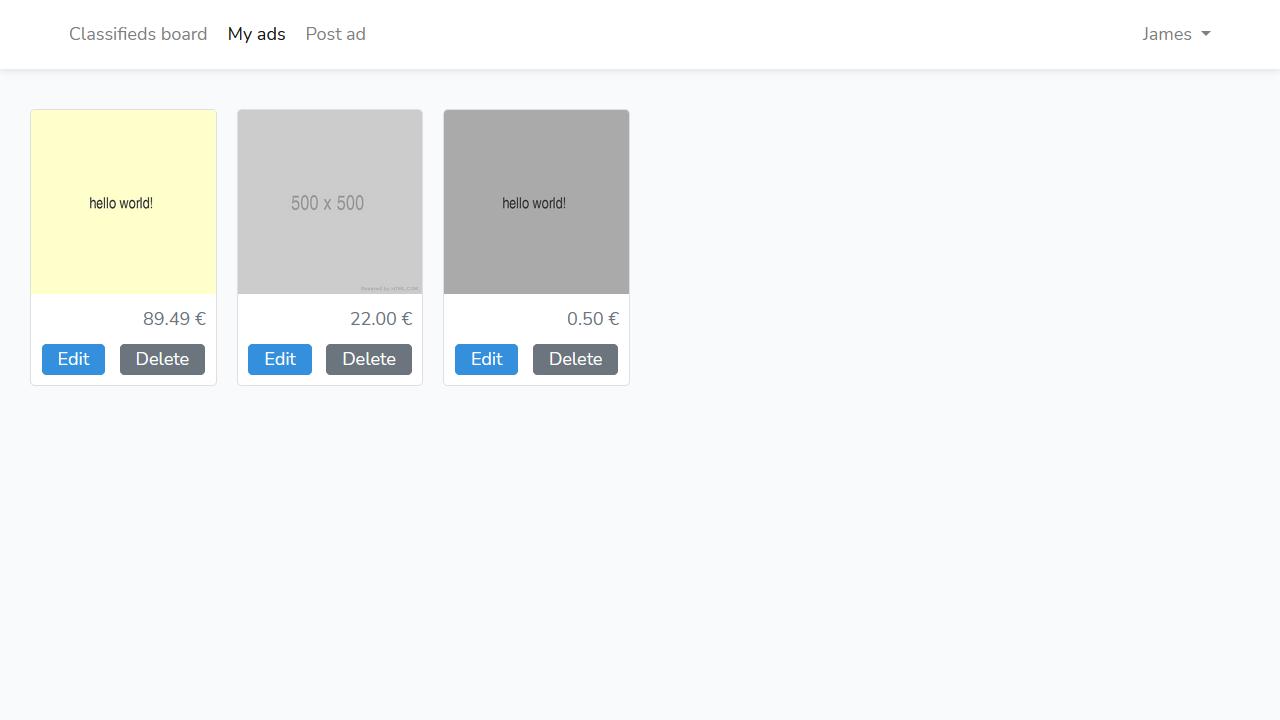 Classifieds board My ads Post ad James
hello world!
500 x 500
Powered by HTML.COM
hello world!
89.49 € 22.00 € 0.50 €
Edit Delete Edit Delete Edit Delete